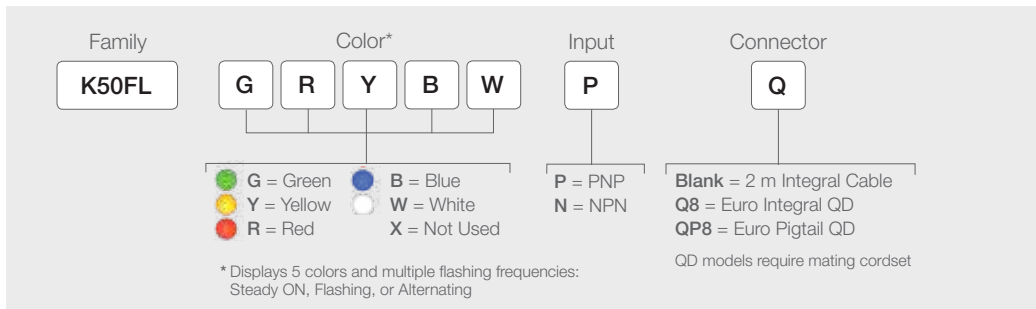 Family Color* Input Connector
K50FL G R Y B W P Q
G = Green B = Blue P = PNP Blank = 2 m Integral Cable
Y = Yellow W = White N = NPN Q8 = Euro Integral QD
R = Red X = Not Used QP8 = Euro Pigtail QD
QD models require mating cordset
* Displays 5 colors and multiple flashing frequencies:
Steady ON, Flashing, or Alternating